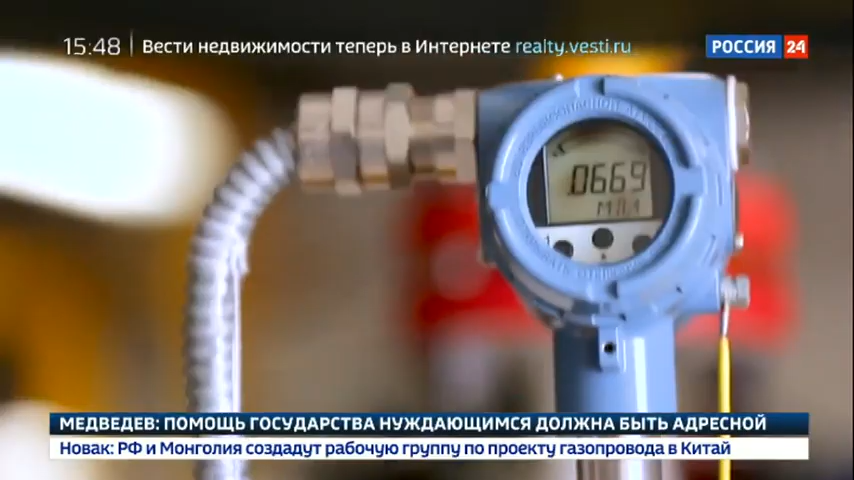 15:48 Вести недвижимости теперь в Интернете realty.vesti.ru
РОССИЯ 24
.0669
МПа
МЕДВЕДЕВ: ПОМОЩЬ ГОСУДАРСТВА НУЖДАЮЩИМСЯ ДОЛЖНА БЫТЬ АДРЕСНОЙ
Новак: РФ и Монголия создадут рабочую группу по проекту газопровода в Китай